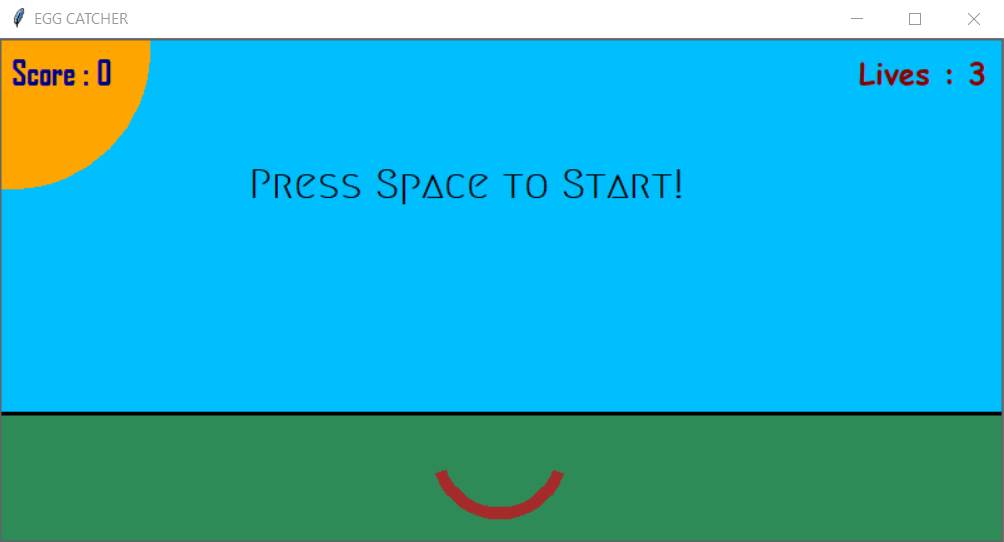 EGG CATCHER
Score : 0
Lives : 3
Press Space to Start!